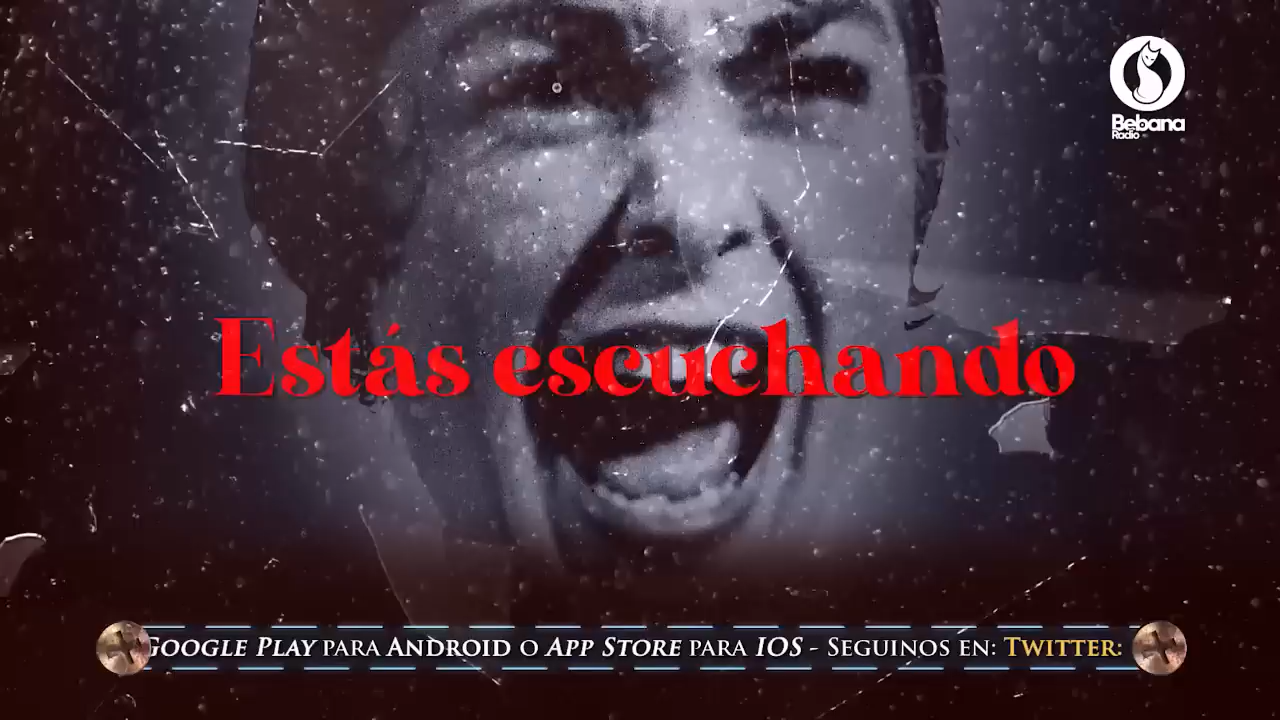 Bebana
Radio
Estás escuchando
GOOGLE PLAY PARA ANDROID O APP STORE PARA IOS - SEGUINOS EN: TWITTER: